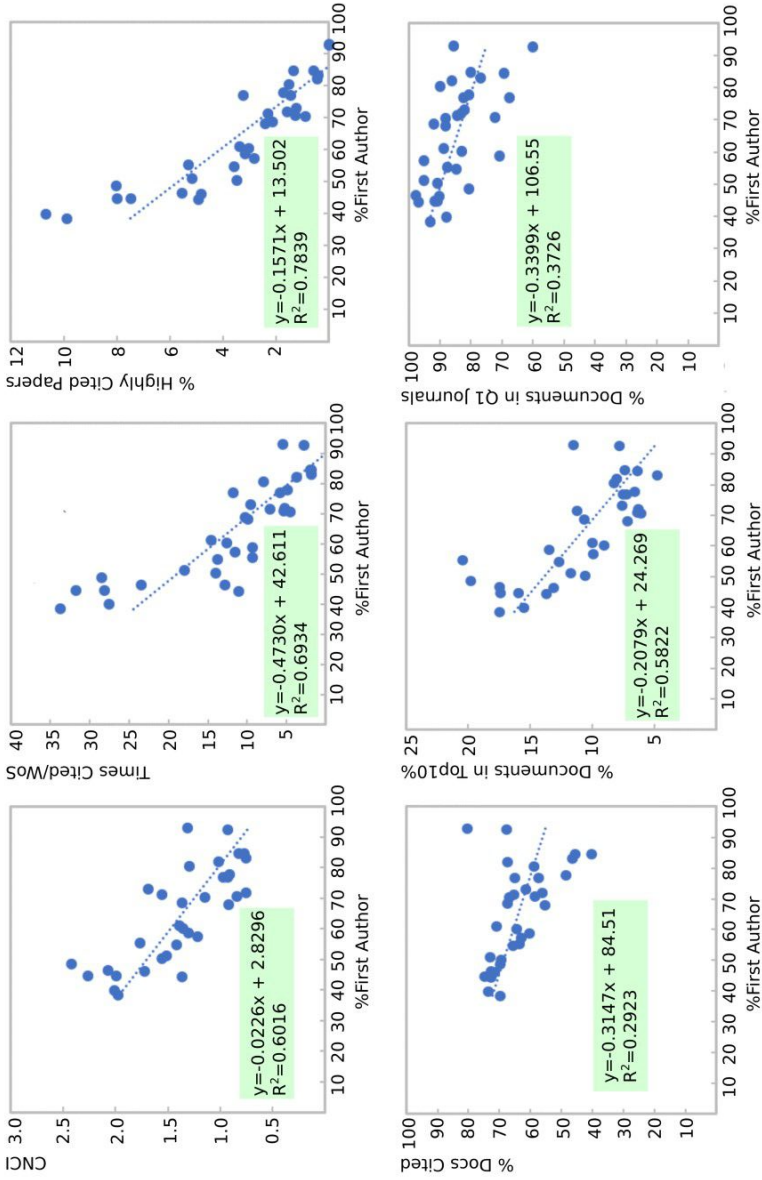 CNCI
3.0
2.5
2.0
1.5
1.0
0.5
y=-0.0226x + 2.8296
R²=0.6016
10 20 30 40 50 60 70 80 90 100
%First Author
Times Cited/WoS
40
35
30
25
20
15
10
5
y=-0.4730x + 42.611
R²=0.6934
10 20 30 40 50 60 70 80 90 100
%First Author
% Highly Cited Papers
12
10
8
6
4
2
y=-0.1571x + 13.502
R²=0.7839
10 20 30 40 50 60 70 80 90 100
%First Author
% Docs Cited
100
90
80
70
60
50
40
30
20
10
y=-0.3147x + 84.51
R²=0.2923
10 20 30 40 50 60 70 80 90 100
%First Author
% Documents in Top10%
25
20
15
10
5
y=-0.2079x + 24.269
R²=0.5822
10 20 30 40 50 60 70 80 90 100
%First Author
% Documents in Q1 Journals
100
90
80
70
60
50
40
30
20
10
y=-0.3399x + 106.55
R²=0.3726
10 20 30 40 50 60 70 80 90 100
%First Author